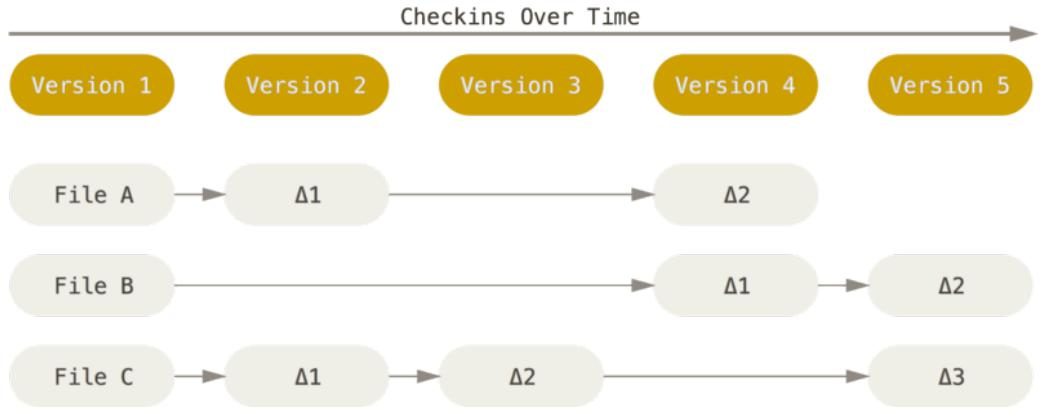 Checkins Over Time
Version 1 Version 2 Version 3 Version 4 Version 5
File A Δ1 Δ2
File B Δ1 Δ2
File C Δ1 Δ2 Δ3